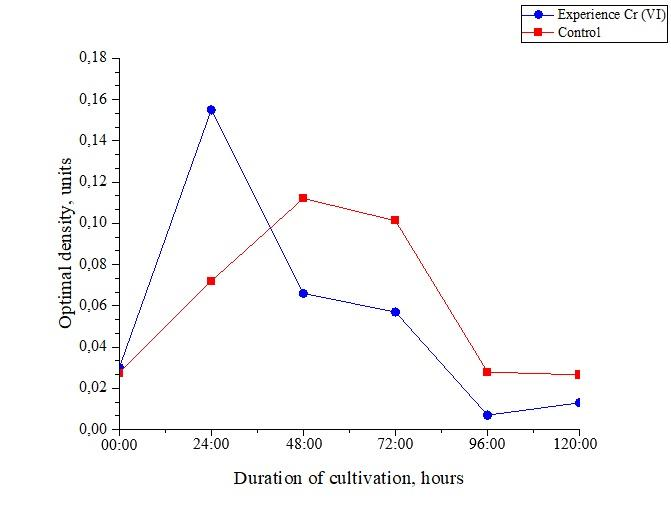 Experience Cr (VI)
Control
0,18
0,16
0,14
0,12
0,10
0,08
0,06
0,04
0,02
0,00
Optimal density, units
00:00 24:00 48:00 72:00 96:00 120:00
Duration of cultivation, hours